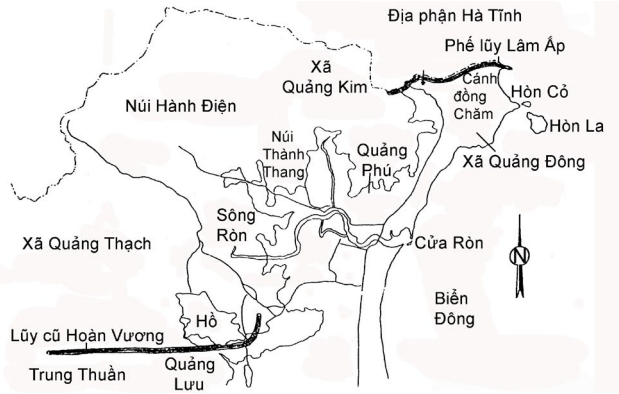 Địa phận Hà Tĩnh
Phế lũy Lâm Ấp
Xã
Quảng Kim
Cánh
đồng
Chăm
Hòn Cỏ
Hòn La
Núi Hành Điện
Núi
Thành
Thang
Quảng
Phú
Xã Quảng Đông
Sông
Ròn
Xã Quảng Thạch
Cửa Ròn
N
Biển
Đông
Hồ
Lũy cũ Hoàn Vương
Quảng
Lưu
Trung Thuần